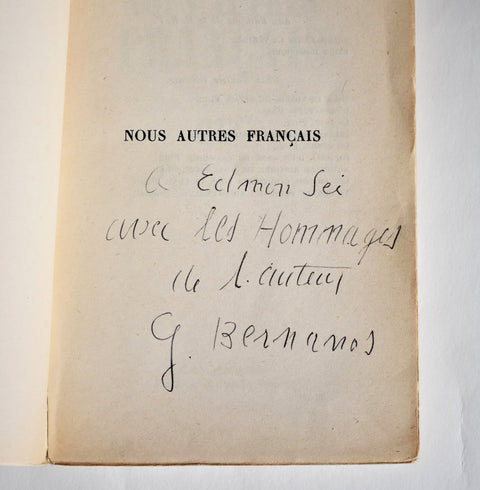 NOUS AUTRES FRANÇAIS
a Edmon Sei
avec les Hommages
de l'auteur
G. Bernanos